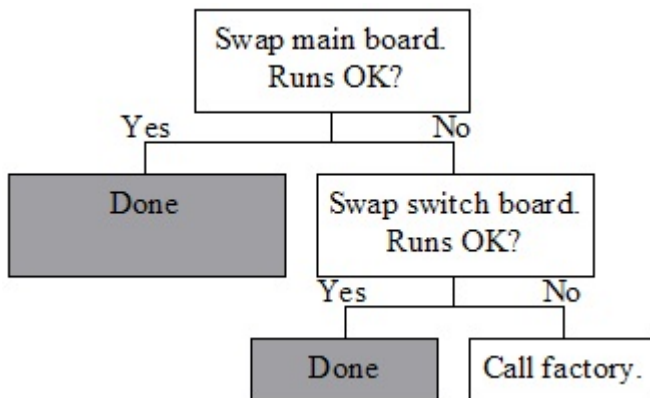 Swap main board.
Runs OK?
Yes
No
Done
Swap switch board.
Runs OK?
Yes
No
Done
Call factory.